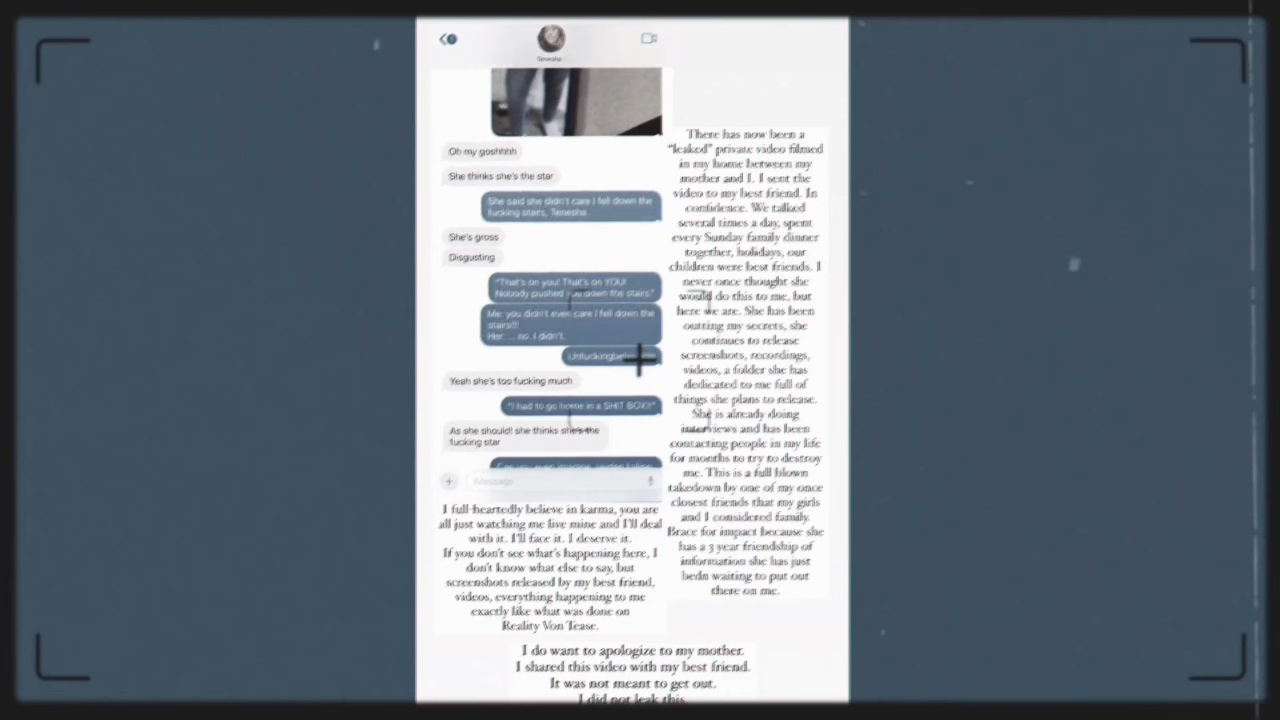 Tenesha
Oh my goshhhh
She thinks she's the star
She said she didn't care I fell down the
fucking stairs, Tenesha.
She's gross
Disgusting
"That's on you! That's on YOU!
Nobody pushed you down the stairs."
Me: you didn't even care I fell down the
stairs!!!
Her: ... no. I didn't.
Yeah she's too fucking much
"I had to go home in a SHIT BOX!!"
As she should! she thinks she's the
fucking star
Can you even imagine
iMessage
I full-heartedly believe in karma, you are
all just watching me live mine and I'll deal
with it. I'll face it. I deserve it.
If you don't see what's happening here, I
don't know what else to say, but
screenshots released by my best friend,
videos, everything happening to me
exactly like what was done on
Reality Von Tease.
There has now been a
"leaked" private video filmed
in my home between my
mother and I. I sent the
video to my best friend. In
confidence. We talked
several times a day, spent
every Sunday family dinner
together, holidays, our
children were best friends. I
never once thought she
would do this to me, but
here we are. She has been
outting my secrets, she
continues to release
screenshots, recordings,
videos, a folder she has
dedicated to me full of
things she plans to release.
She is already doing
interviews and has been
contacting people in my life
for months to try to destroy
me. This is a full blown
takedown by one of my once
closest friends that my girls
and I considered family.
Brace for impact because she
has a 3 year friendship of
information she has just
bedn waiting to put out
there on me.
I do want to apologize to my mother.
I shared this video with my best friend.
It was not meant to get out.
I did not leak this.